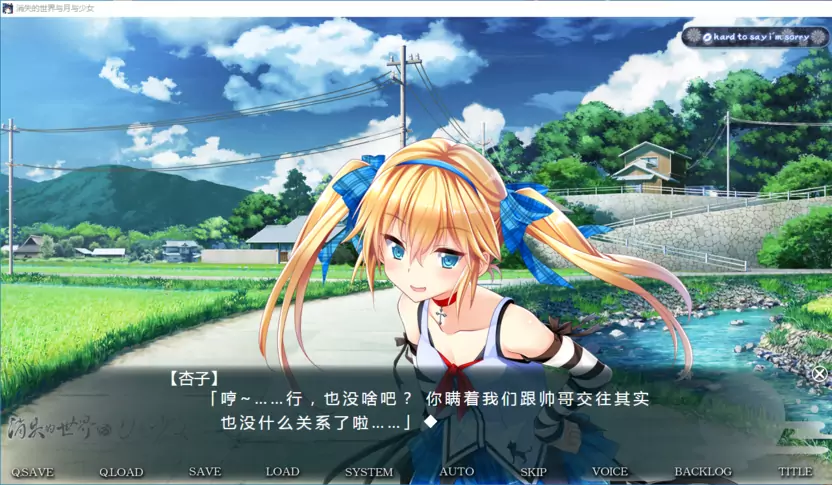 消失的世界与月与少女
hard to say i'm sorry
【杏子】
「哼~……行，也没啥吧？ 你瞒着我们跟帅哥交往其实
也没什么关系了啦……」
Q.SAVE Q.LOAD SAVE LOAD SYSTEM AUTO SKIP VOICE BACKLOG TITLE